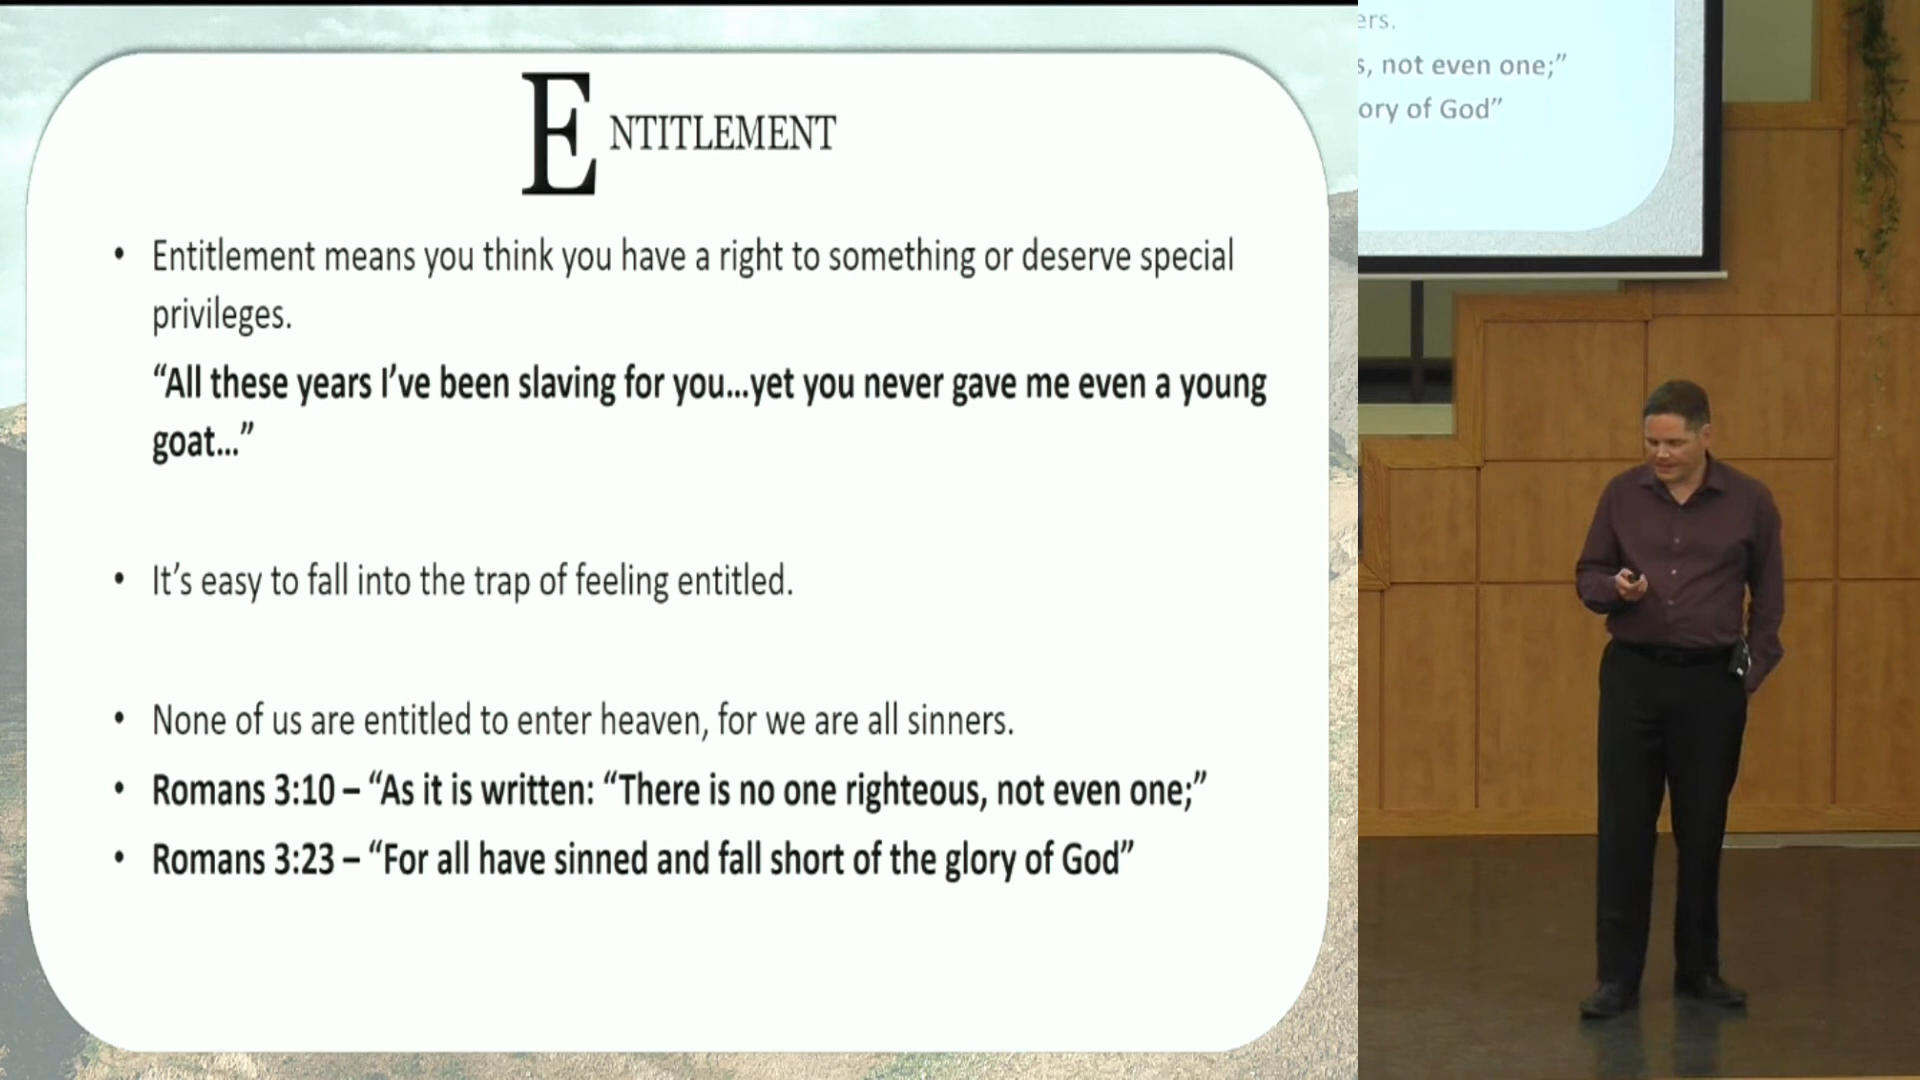 ENTITLEMENT
• Entitlement means you think you have a right to something or deserve special
privileges.
“All these years I’ve been slaving for you...yet you never gave me even a young
goat...”
• It’s easy to fall into the trap of feeling entitled.
• None of us are entitled to enter heaven, for we are all sinners.
• Romans 3:10 – “As it is written: “There is no one righteous, not even one;”
• Romans 3:23 – “For all have sinned and fall short of the glory of God”
ers.
s, not even one;”
ory of God”